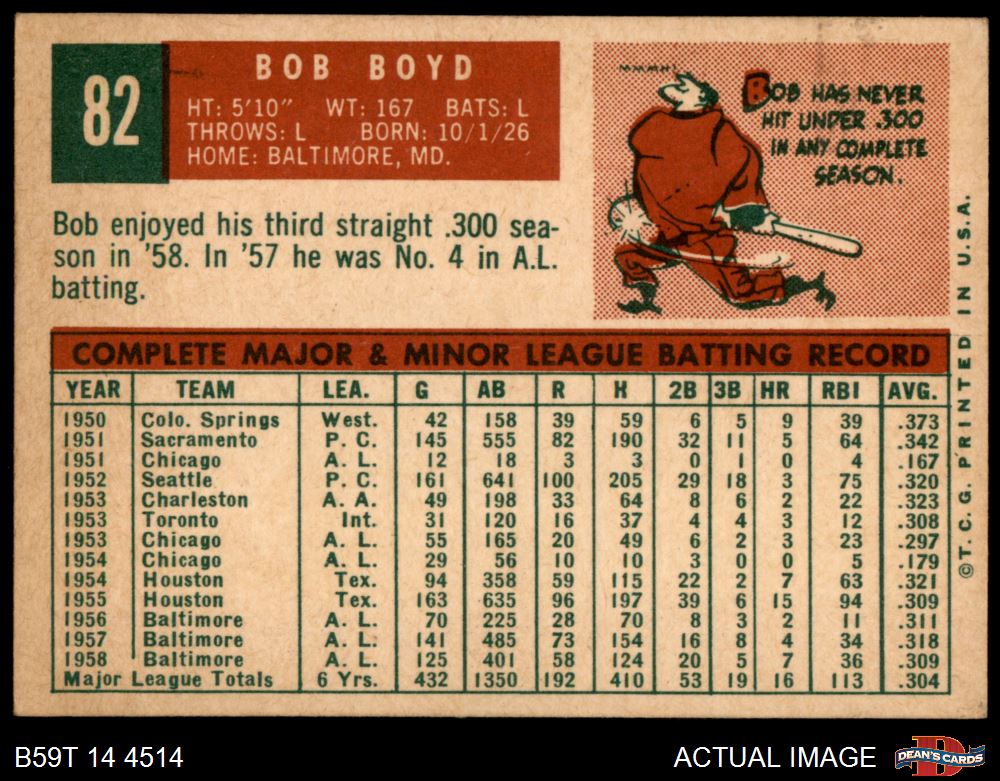 82
BOB BOYD
HT: 5'10" WT: 167 BATS: L
THROWS: L BORN: 10/1/26
HOME: BALTIMORE, MD.
MMMH!
BOB HAS NEVER
HIT UNDER .300
IN ANY COMPLETE
SEASON.
Bob enjoyed his third straight .300 sea-
son in '58. In '57 he was No. 4 in A.L.
batting.
COMPLETE MAJOR & MINOR LEAGUE BATTING RECORD
YEAR TEAM LEA. G AB R H 2B 3B HR RBI AVG.
1950 Colo. Springs West. 42 158 39 59 6 5 9 39 .373
1951 Sacramento P. C. 145 555 82 190 32 11 5 64 .342
1951 Chicago A. L. 12 18 3 3 0 1 0 4 .167
1952 Seattle P. C. 161 641 100 205 29 18 3 75 .320
1953 Charleston A. A. 49 198 33 64 8 6 2 22 .323
1953 Toronto Int. 31 120 16 37 4 4 3 12 .308
1953 Chicago A. L. 55 165 20 49 6 2 3 23 .297
1954 Chicago A. L. 29 56 10 10 3 0 0 5 .179
1954 Houston Tex. 94 358 59 115 22 2 7 63 .321
1955 Houston Tex. 163 635 96 197 39 6 15 94 .309
1956 Baltimore A. L. 70 225 28 70 8 3 2 11 .311
1957 Baltimore A. L. 141 485 73 154 16 8 4 34 .318
1958 Baltimore A. L. 125 401 58 124 20 5 7 36 .309
Major League Totals 6 Yrs. 432 1350 192 410 53 19 16 113 .304
©T. C. G. PRINTED IN U.S.A.
B59T 14 4514
ACTUAL IMAGE
DEAN'S CARDS